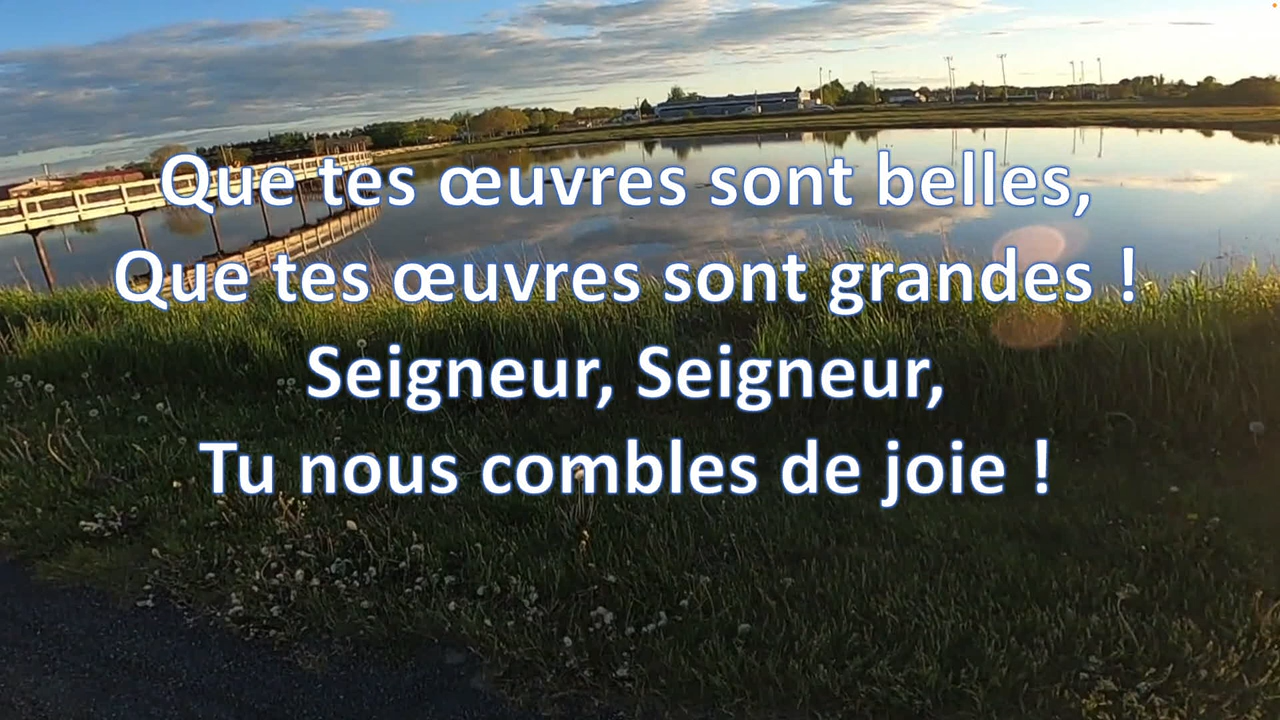 Que tes œuvres sont belles,
Que tes œuvres sont grandes !
Seigneur, Seigneur,
Tu nous combles de joie !